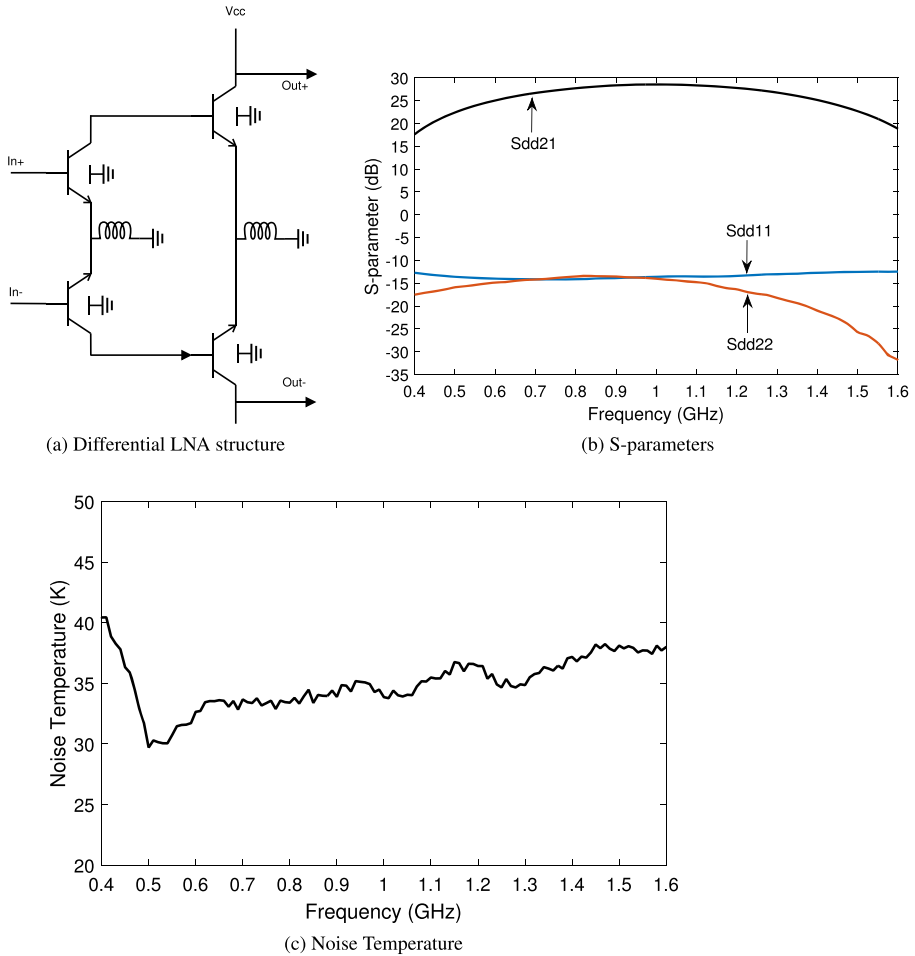 Vcc
Out+
In+
In-
Out-
(a) Differential LNA structure
30
25
20
15
10
5
0
-5
-10
-15
-20
-25
-30
-35
S-parameter (dB)
Sdd21
Sdd11
Sdd22
0.4 0.5 0.6 0.7 0.8 0.9 1 1.1 1.2 1.3 1.4 1.5 1.6
Frequency (GHz)
(b) S-parameters
50
45
40
35
30
25
20
Noise Temperature (K)
0.4 0.5 0.6 0.7 0.8 0.9 1 1.1 1.2 1.3 1.4 1.5 1.6
Frequency (GHz)
(c) Noise Temperature